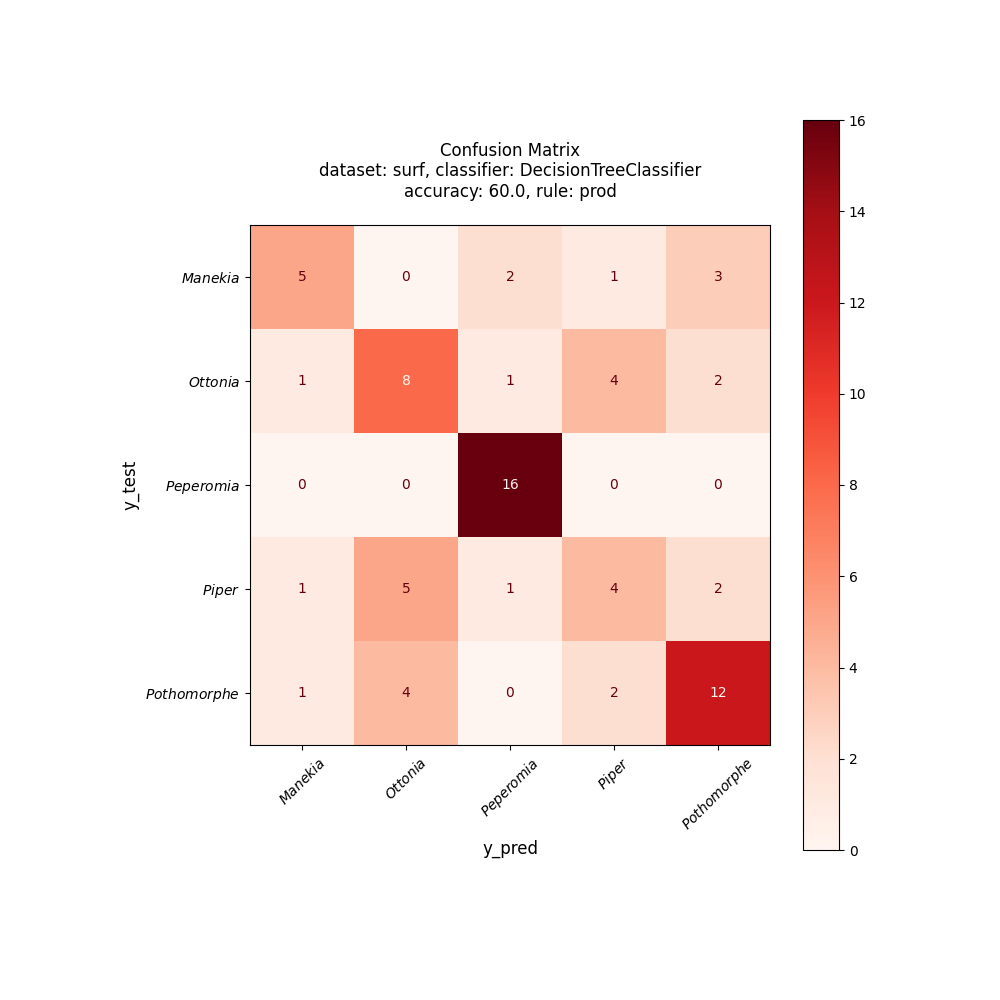 Confusion Matrix
dataset: surf, classifier: DecisionTreeClassifier
accuracy: 60.0, rule: prod
Manekia 5 0 2 1 3
Ottonia 1 8 1 4 2
Peperomia 0 0 16 0 0
Piper 1 5 1 4 2
Pothomorphe 1 4 0 2 12
y_test
Manekia Ottonia Peperomia Piper Pothomorphe
y_pred
16
14
12
10
8
6
4
2
0